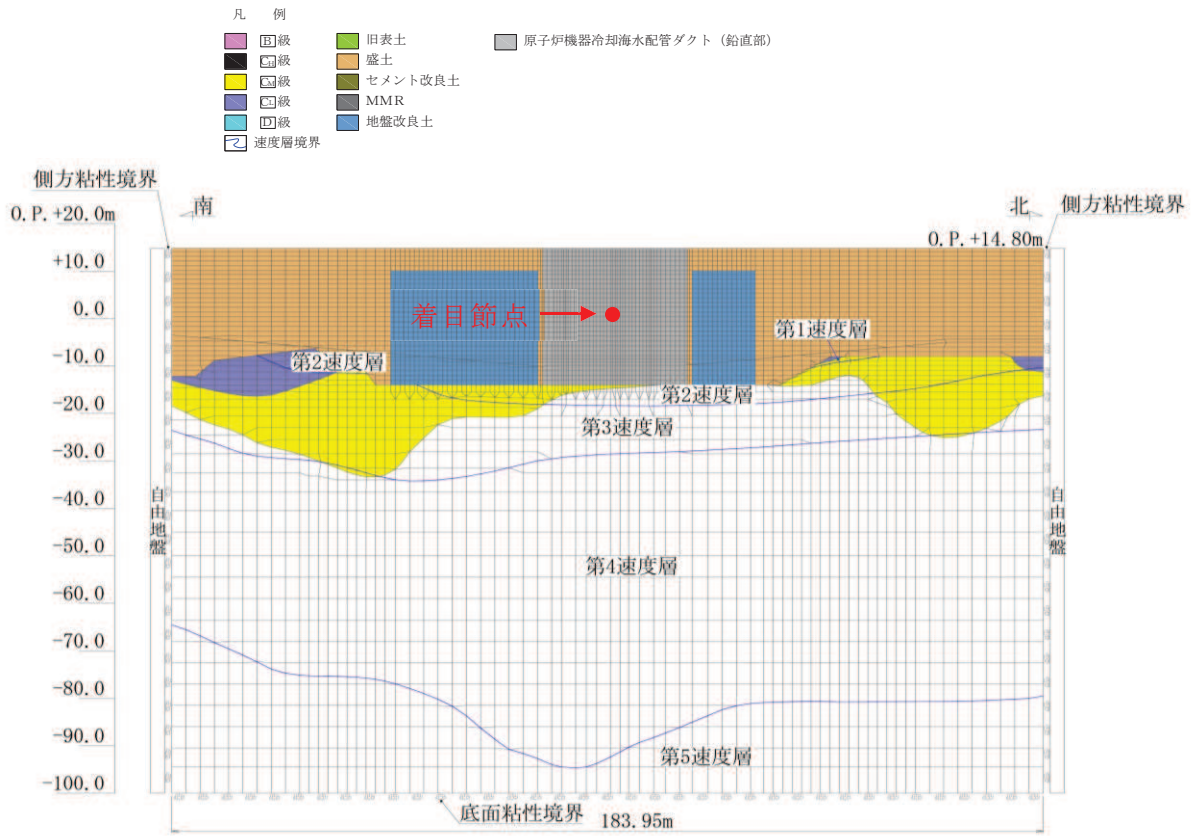 凡 例
B級 旧表土 原子炉機器冷却海水配管ダクト（鉛直部）
CH級 盛土
CM級 セメント改良土
CL級 MMR
D級 地盤改良土
速度層境界
側方粘性境界
側方粘性境界
南
北
O.P.+20.0m
O.P.+14.80m
+10.0
0.0
着目節点
第1速度層
-10.0
第2速度層
第2速度層
-20.0
第3速度層
-30.0
-40.0
自由地盤
自由地盤
-50.0
第4速度層
-60.0
-70.0
-80.0
-90.0
第5速度層
-100.0
底面粘性境界
183.95m